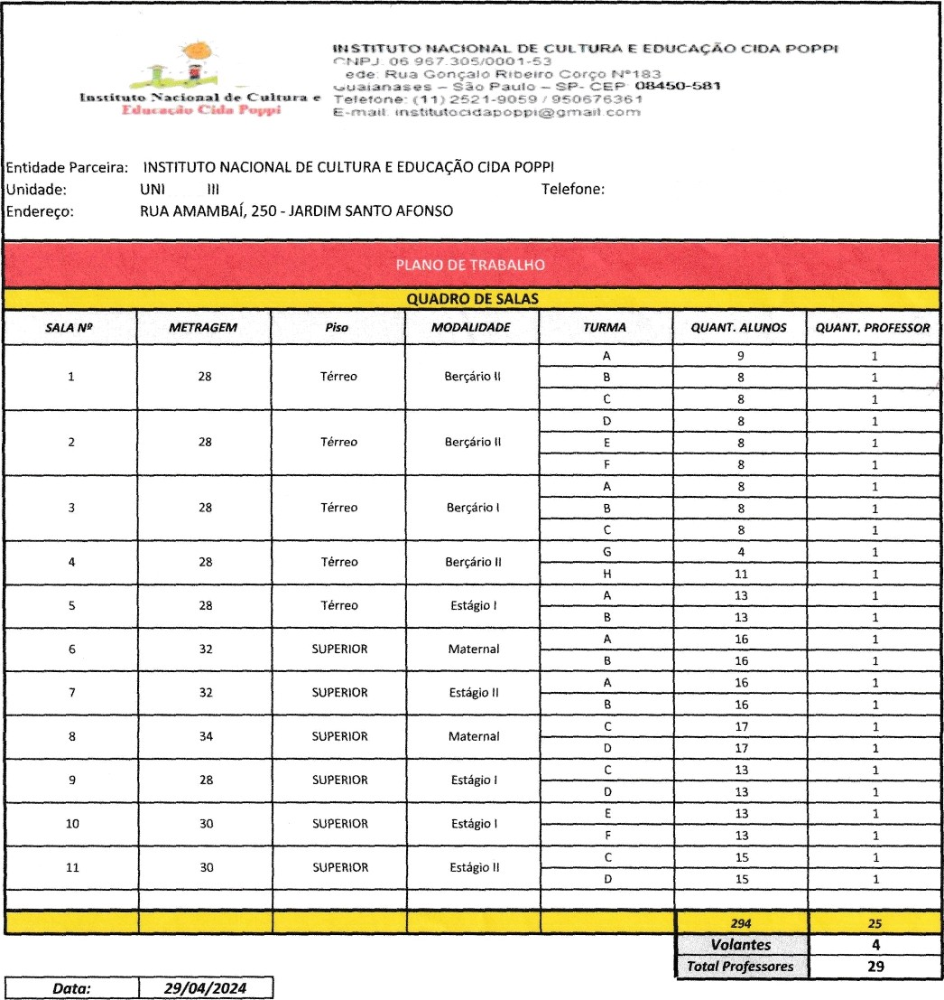 Instituto Nacional de Cultura e
Educação Cida Poppi
INSTITUTO NACIONAL DE CULTURA E EDUCAÇÃO CIDA POPPI
CNPJ. 06.967.305/0001-53
ede: Rua Gonçalo Ribeiro Corço Nº183
Guaianases – São Paulo – SP- CEP 08450-581
Telefone: (11) 2521-9059 / 950676361
E-mail: institutocidapoppi@gmail.com
Entidade Parceira: INSTITUTO NACIONAL DE CULTURA E EDUCAÇÃO CIDA POPPI
Unidade: UNI III Telefone:
Endereço: RUA AMAMBAÍ, 250 - JARDIM SANTO AFONSO
PLANO DE TRABALHO
QUADRO DE SALAS
SALA Nº METRAGEM Piso MODALIDADE TURMA QUANT. ALUNOS QUANT. PROFESSOR
1 28 Térreo Berçário II A 9 1
B 8 1
C 8 1
2 28 Térreo Berçário II D 8 1
E 8 1
F 8 1
3 28 Térreo Berçário I A 8 1
B 8 1
C 8 1
4 28 Térreo Berçário II G 4 1
H 11 1
5 28 Térreo Estágio I A 13 1
B 13 1
6 32 SUPERIOR Maternal A 16 1
B 16 1
7 32 SUPERIOR Estágio II A 16 1
B 16 1
8 34 SUPERIOR Maternal C 17 1
D 17 1
9 28 SUPERIOR Estágio I C 13 1
D 13 1
10 30 SUPERIOR Estágio I E 13 1
F 13 1
11 30 SUPERIOR Estágio II C 15 1
D 15 1
294 25
Volantes 4
Total Professores 29
Data: 29/04/2024